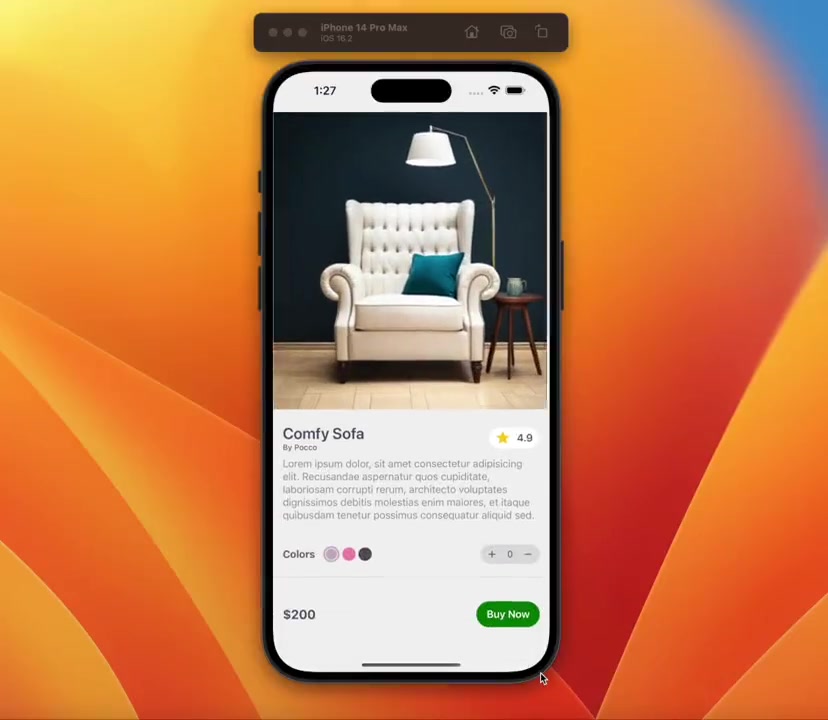 iPhone 14 Pro Max
iOS 16.2
1:27
Comfy Sofa
4.9
By Pocco
Lorem ipsum dolor, sit amet consectetur adipisicing
elit. Recusandae aspernatur quos cupiditate,
laboriosam corrupti rerum, architecto voluptates
dignissimos debitis molestias enim maiores, et itaque
quibusdam tenetur possimus consequatur aliquid sed.
Colors
+ 0 −
$200
Buy Now